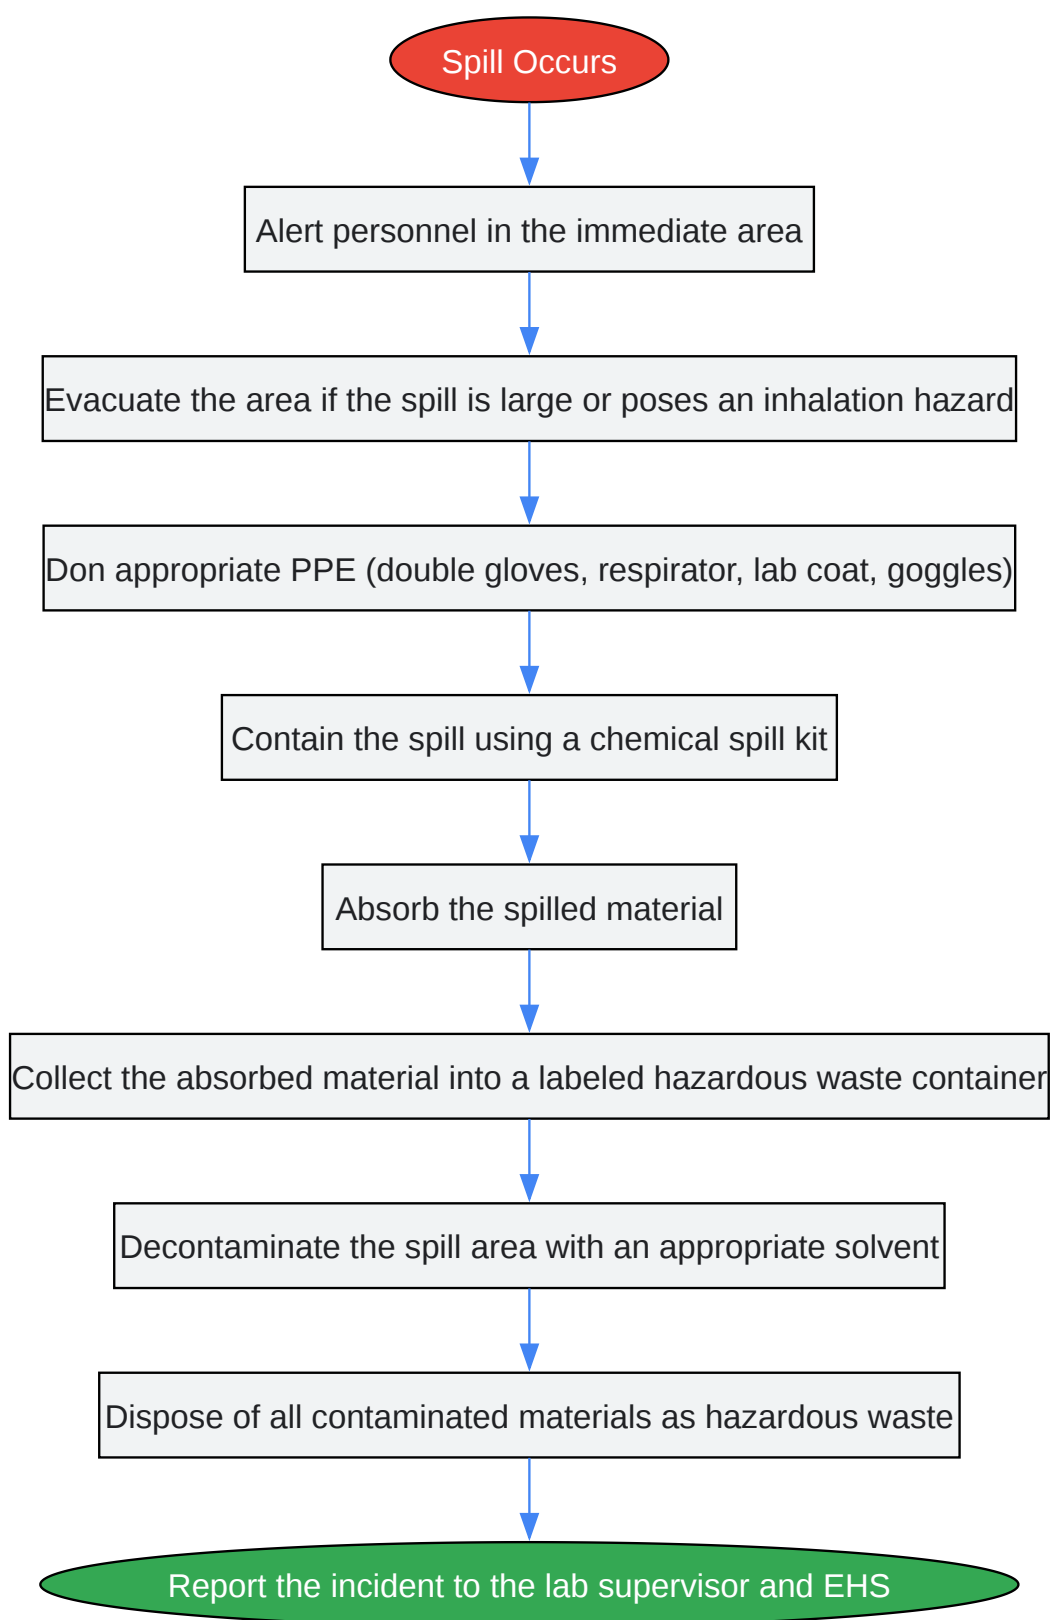 Spill Occurs
Alert personnel in the immediate area
Evacuate the area if the spill is large or poses an inhalation hazard
Don appropriate PPE (double gloves, respirator, lab coat, goggles)
Contain the spill using a chemical spill kit
Absorb the spilled material
Collect the absorbed material into a labeled hazardous waste container
Decontaminate the spill area with an appropriate solvent
Dispose of all contaminated materials as hazardous waste
Report the incident to the lab supervisor and EHS